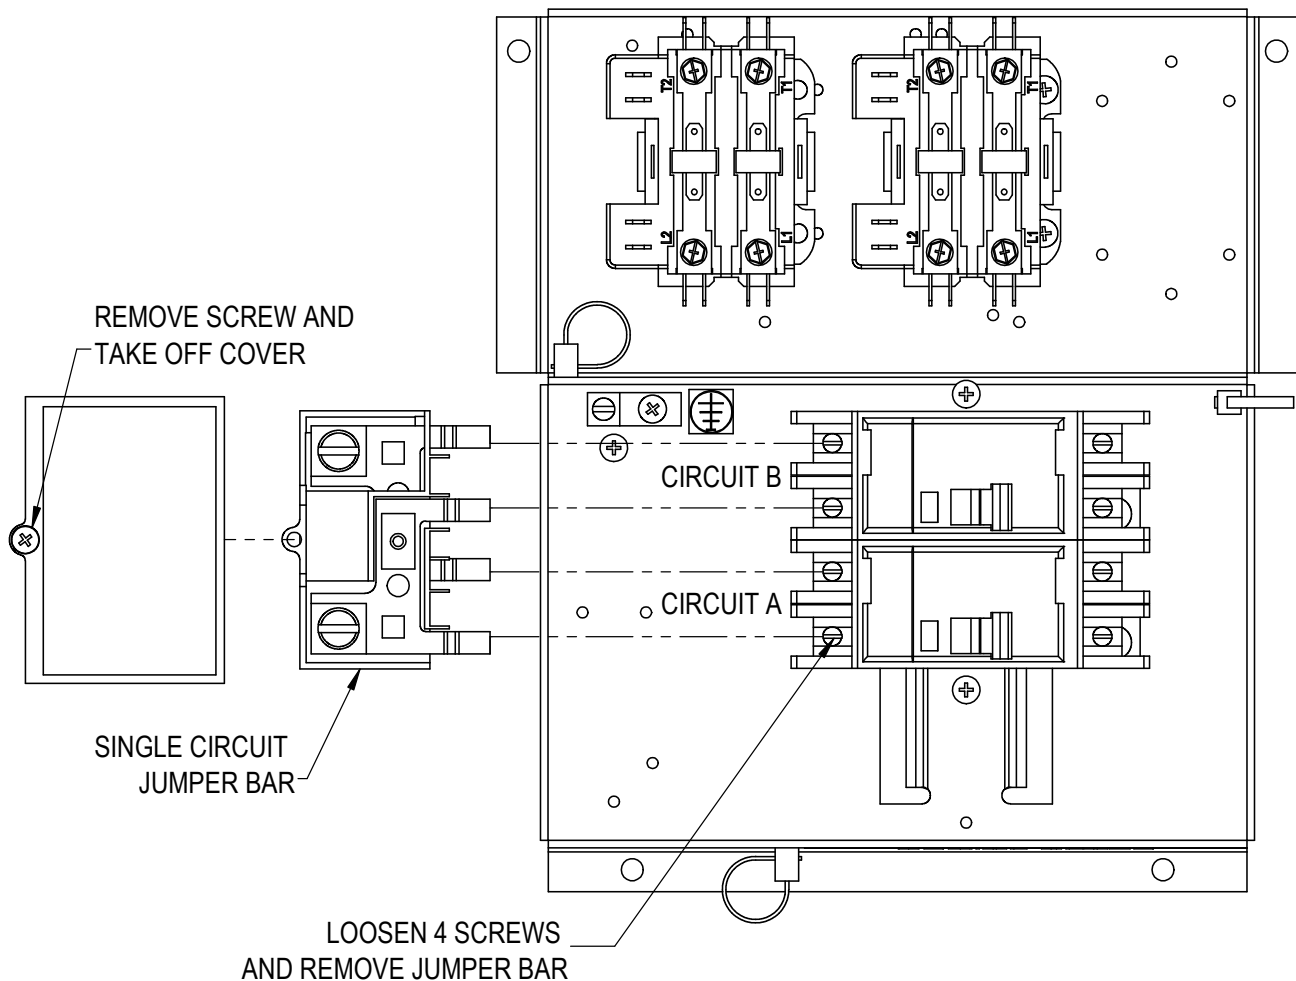 T2
T1
T2
T1
L2
L1
L2
L1
REMOVE SCREW AND
TAKE OFF COVER
CIRCUIT B
CIRCUIT A
SINGLE CIRCUIT
JUMPER BAR
LOOSEN 4 SCREWS
AND REMOVE JUMPER BAR